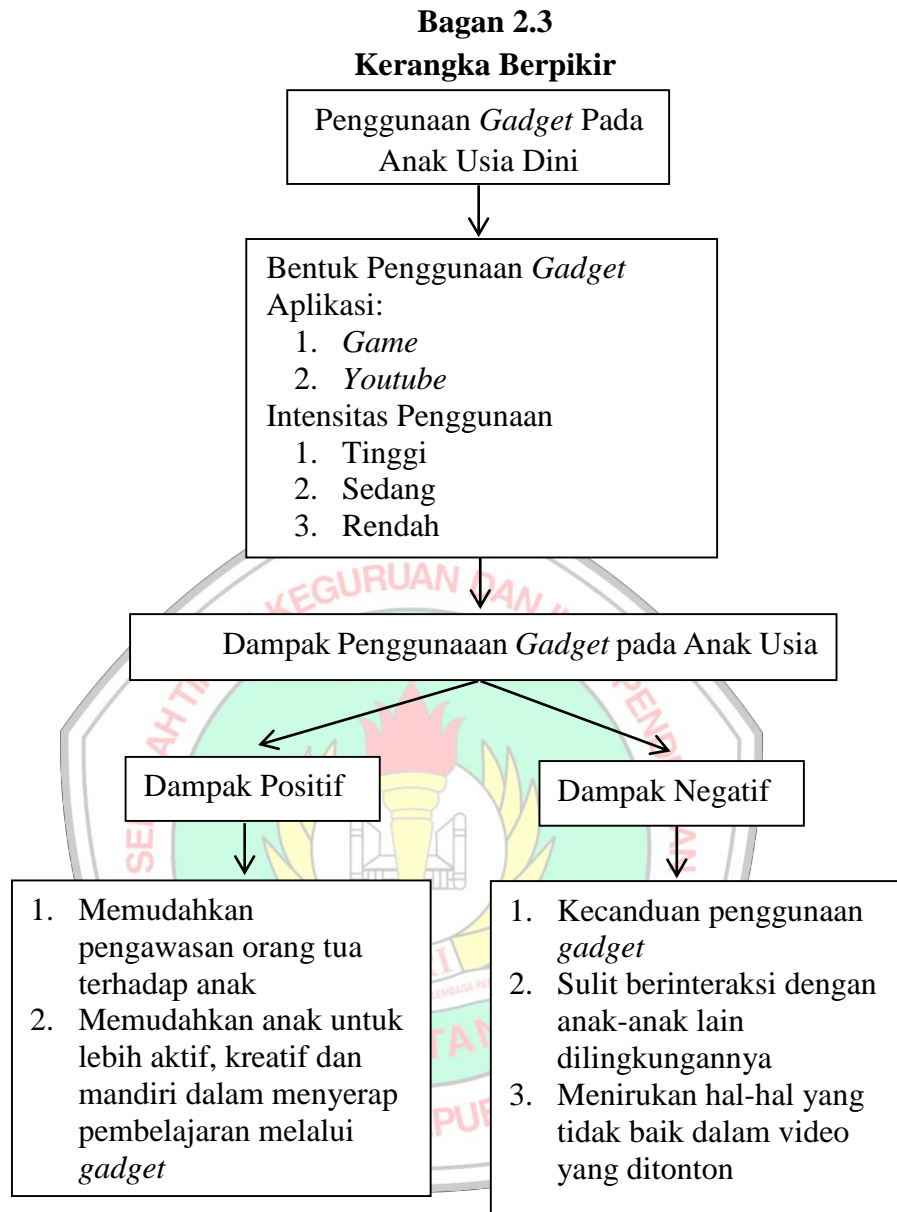 Bagan 2.3
Kerangka Berpikir
Penggunaan Gadget Pada
Anak Usia Dini
Bentuk Penggunaan Gadget
Aplikasi:
1. Game
2. Youtube
Intensitas Penggunaan
1. Tinggi
2. Sedang
3. Rendah
KEGURUAN DAN
Dampak Penggunaaan Gadget pada Anak Usia
Dampak Positif
Dampak Negatif
1. Memudahkan
pengawasan orang tua
terhadap anak
2. Memudahkan anak untuk
lebih aktif, kreatif dan
mandiri dalam menyerap
pembelajaran melalui
gadget
1. Kecanduan penggunaan
gadget
2. Sulit berinteraksi dengan
anak-anak lain
dilingkungannya
3. Menirukan hal-hal yang
tidak baik dalam video
yang ditonton